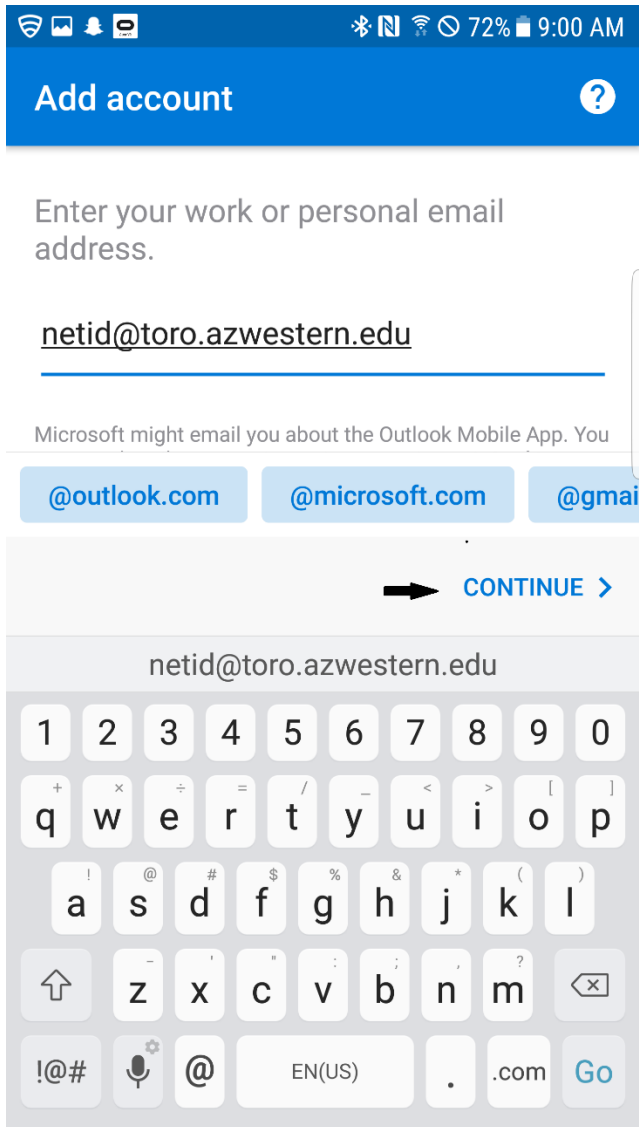 72% 9:00 AM
Add account ?
Enter your work or personal email
address.
netid@toro.azwestern.edu
Microsoft might email you about the Outlook Mobile App. You
@outlook.com @microsoft.com @gmai
CONTINUE >
netid@toro.azwestern.edu
1 2 3 4 5 6 7 8 9 0
+ × ÷ = / _ < > [ ]
q w e r t y u i o p
! @ # $ % & * ( )
a s d f g h j k l
- ' " : ; , ?
z x c v b n m
!@# @ EN(US) . .com Go